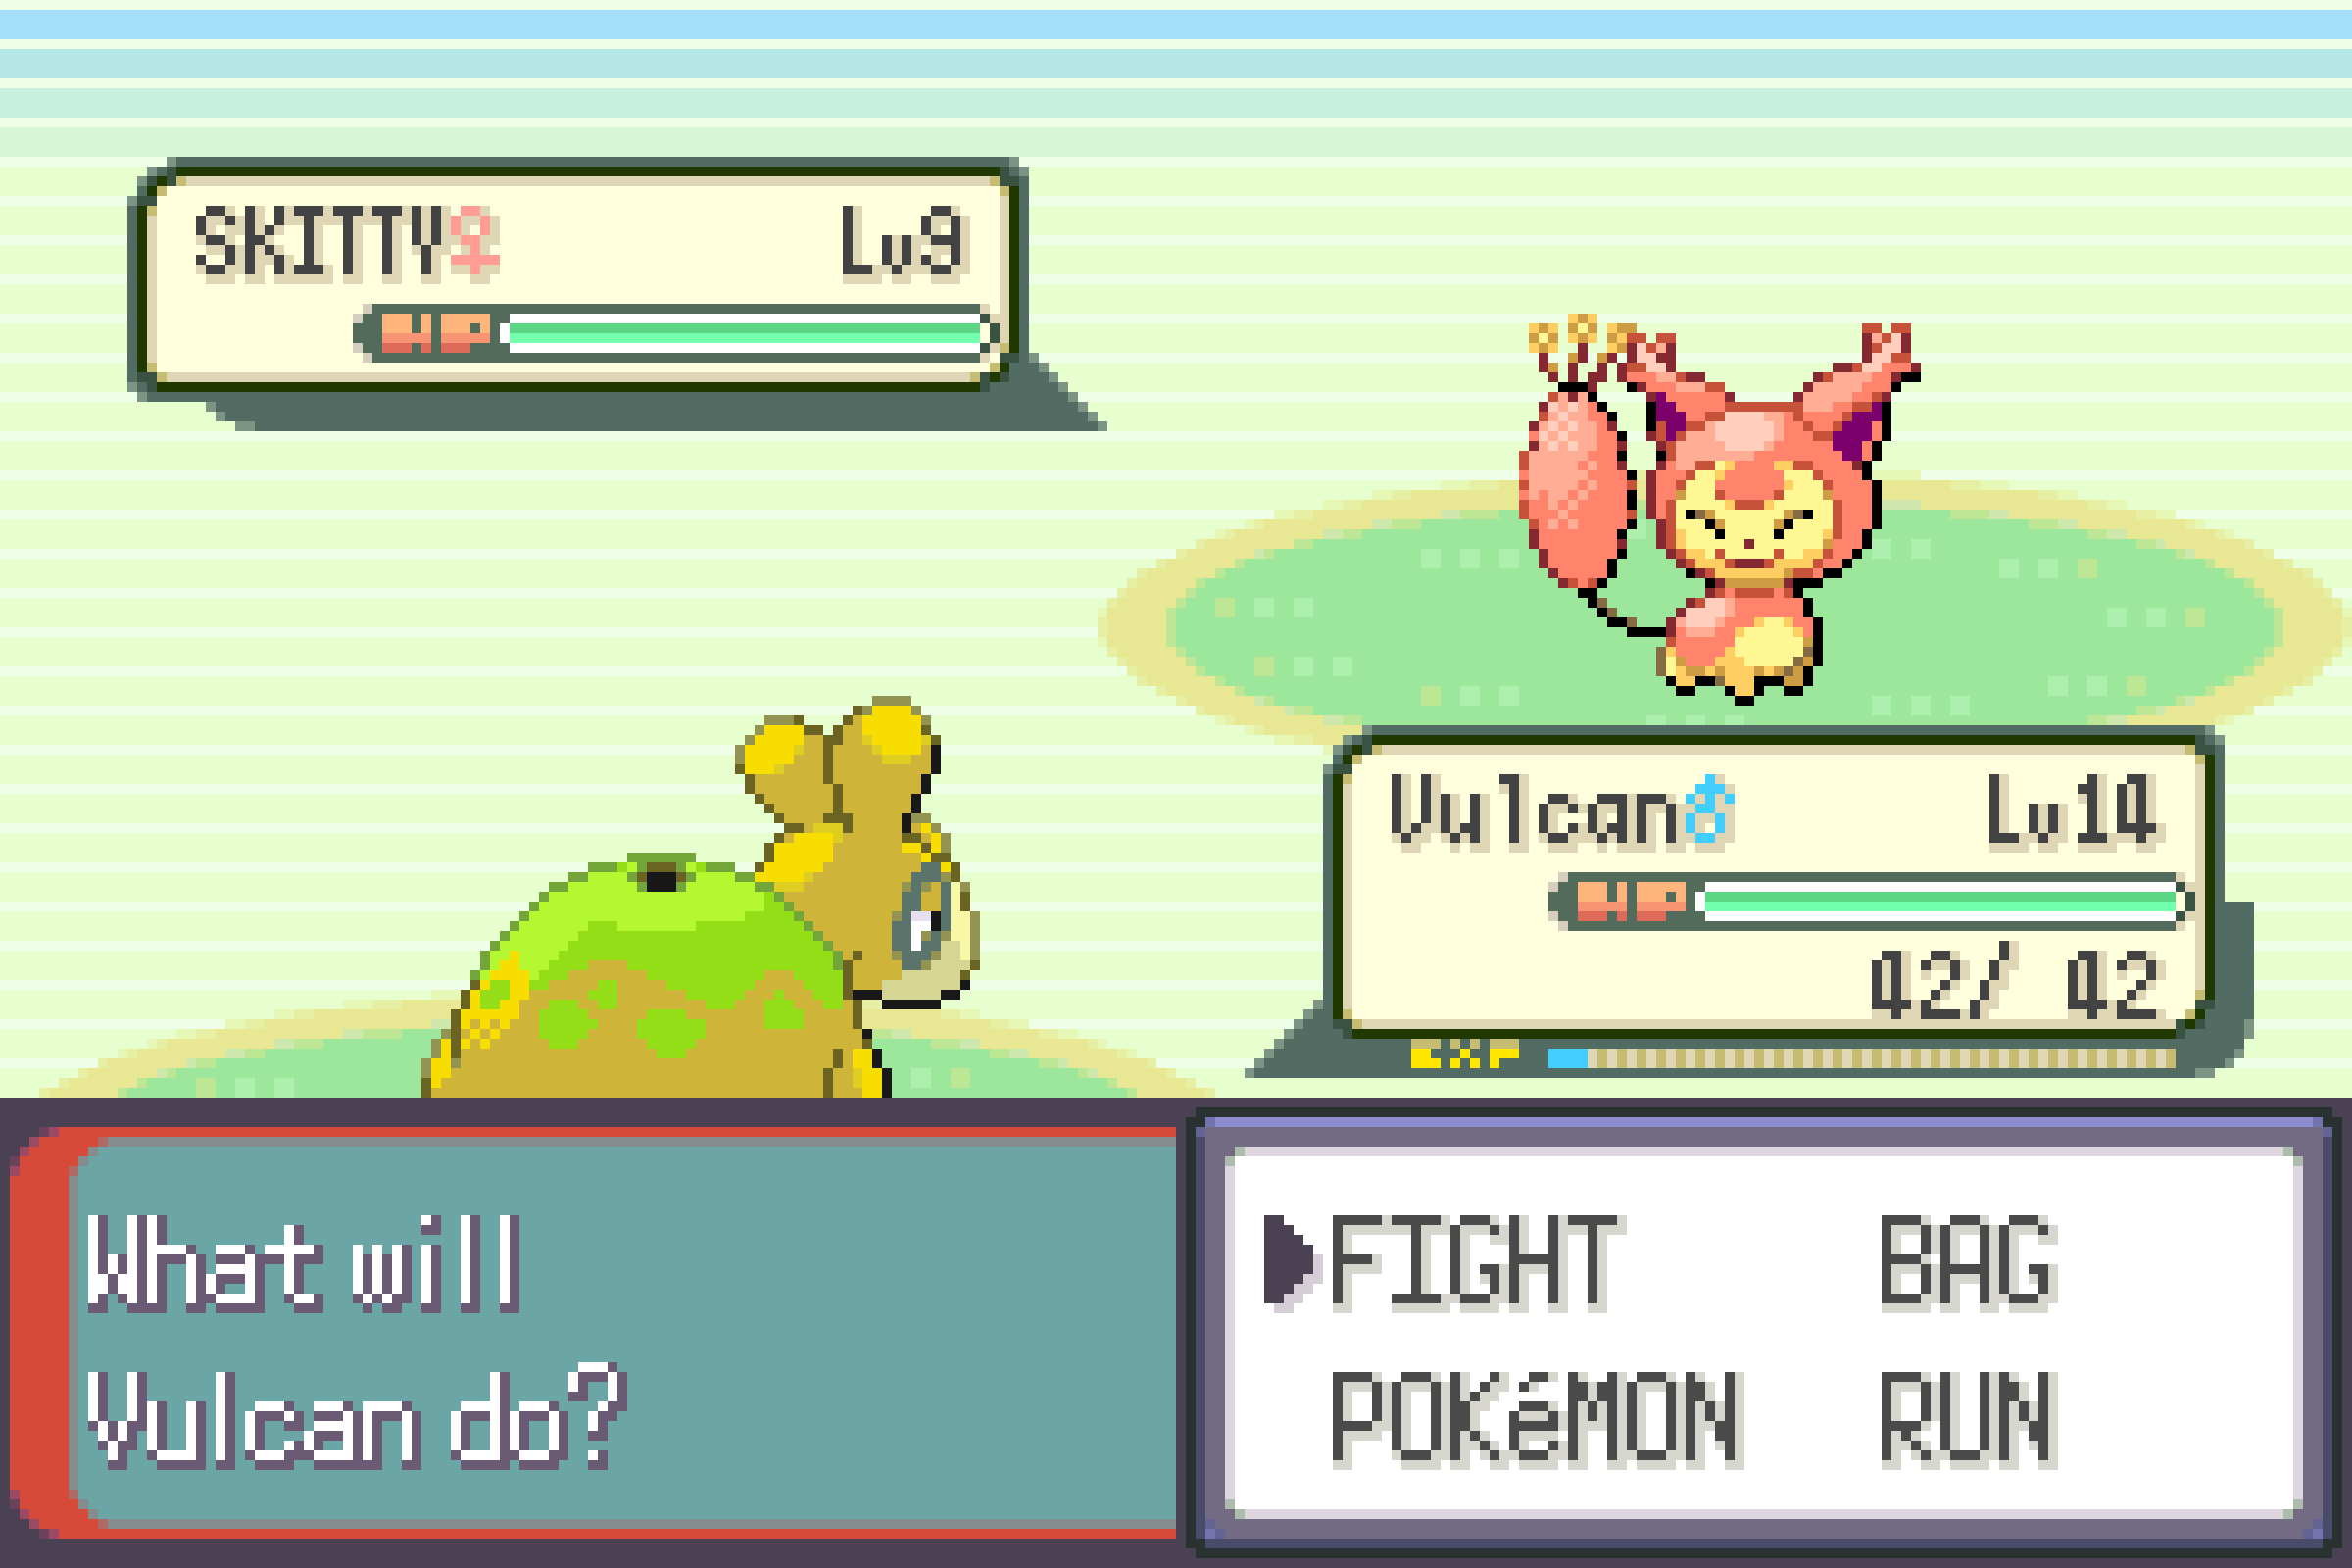 SKITTY♀ Lv9
HP
Vulcan♂ Lv14
HP
42/ 42
EXP
What will
Vulcan do?
FIGHT BAG
POKéMON RUN